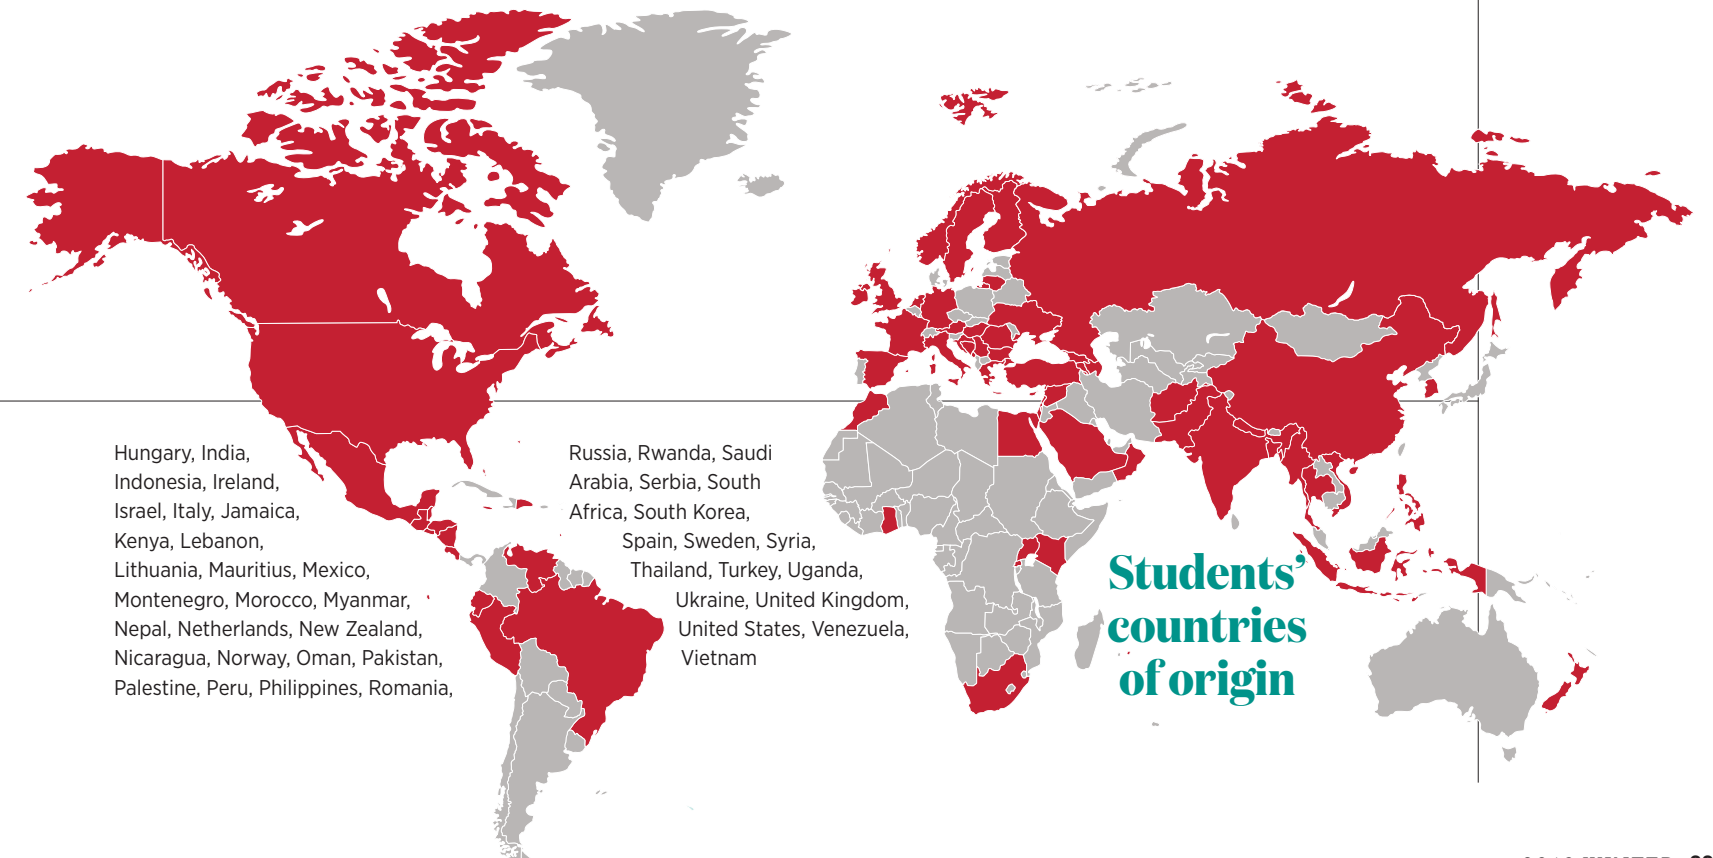 Hungary, India,
Indonesia, Ireland,
Israel, Italy, Jamaica,
Kenya, Lebanon,
Lithuania, Mauritius, Mexico,
Montenegro, Morocco, Myanmar,
Nepal, Netherlands, New Zealand,
Nicaragua, Norway, Oman, Pakistan,
Palestine, Peru, Philippines, Romania,
Russia, Rwanda, Saudi
Arabia, Serbia, South
Africa, South Korea,
Spain, Sweden, Syria,
Thailand, Turkey, Uganda,
Ukraine, United Kingdom,
United States, Venezuela,
Vietnam
Students’
countries
of origin